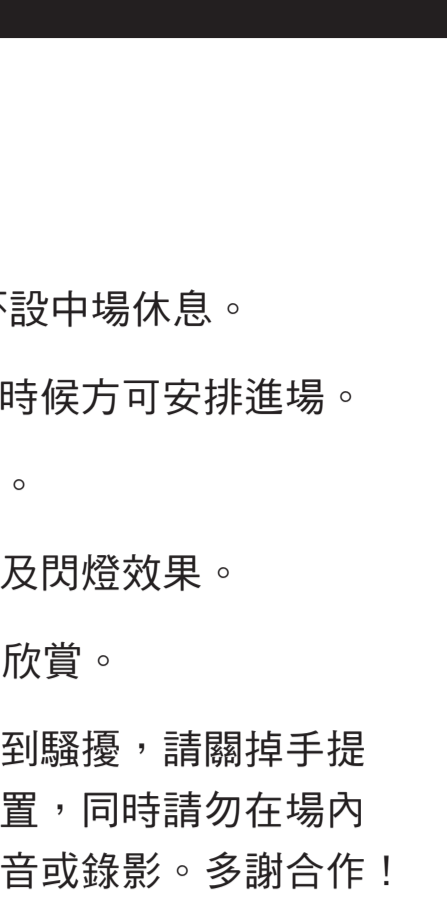 設中場休息。
時候方可安排進場。
。
及閃燈效果。
欣賞。
到騷擾，請關掉手提
置，同時請勿在場內
音或錄影。多謝合作！